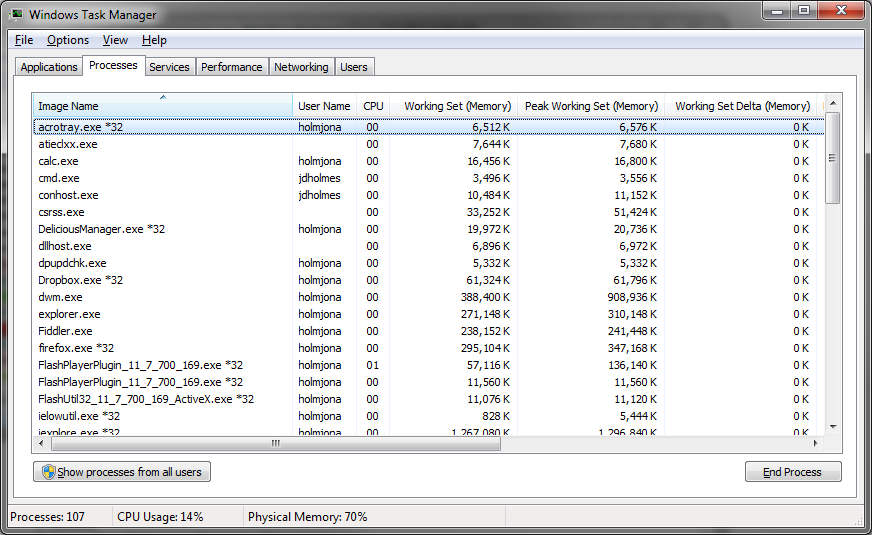 Windows Task Manager
File Options View Help
Applications Processes Services Performance Networking Users
Image Name User Name CPU Working Set (Memory) Peak Working Set (Memory) Working Set Delta (Memory)
acrotray.exe *32 holmjona 00 6,512 K 6,576 K 0 K
atieclxx.exe 00 7,644 K 7,680 K 0 K
calc.exe holmjona 00 16,456 K 16,800 K 0 K
cmd.exe jdholmes 00 3,496 K 3,556 K 0 K
conhost.exe jdholmes 00 10,484 K 11,152 K 0 K
csrss.exe 00 33,252 K 51,424 K 0 K
DeliciousManager.exe *32 holmjona 00 19,972 K 20,736 K 0 K
dllhost.exe 00 6,896 K 6,972 K 0 K
dpupdchk.exe holmjona 00 5,332 K 5,332 K 0 K
Dropbox.exe *32 holmjona 00 61,324 K 61,796 K 0 K
dwm.exe holmjona 00 388,400 K 908,936 K 0 K
explorer.exe holmjona 00 271,148 K 310,148 K 0 K
Fiddler.exe holmjona 00 238,152 K 241,448 K 0 K
firefox.exe *32 holmjona 00 295,104 K 347,168 K 0 K
FlashPlayerPlugin_11_7_700_169.exe *32 holmjona 01 57,116 K 136,140 K 0 K
FlashPlayerPlugin_11_7_700_169.exe *32 holmjona 00 11,560 K 11,560 K 0 K
FlashUtil32_11_7_700_169_ActiveX.exe *32 holmjona 00 11,076 K 11,120 K 0 K
ielowutil.exe *32 holmjona 00 828 K 5,444 K 0 K
iexplore.exe *32 holmjona 00 1,267,080 K 1,296,840 K 0 K
Show processes from all users End Process
Processes: 107 CPU Usage: 14% Physical Memory: 70%